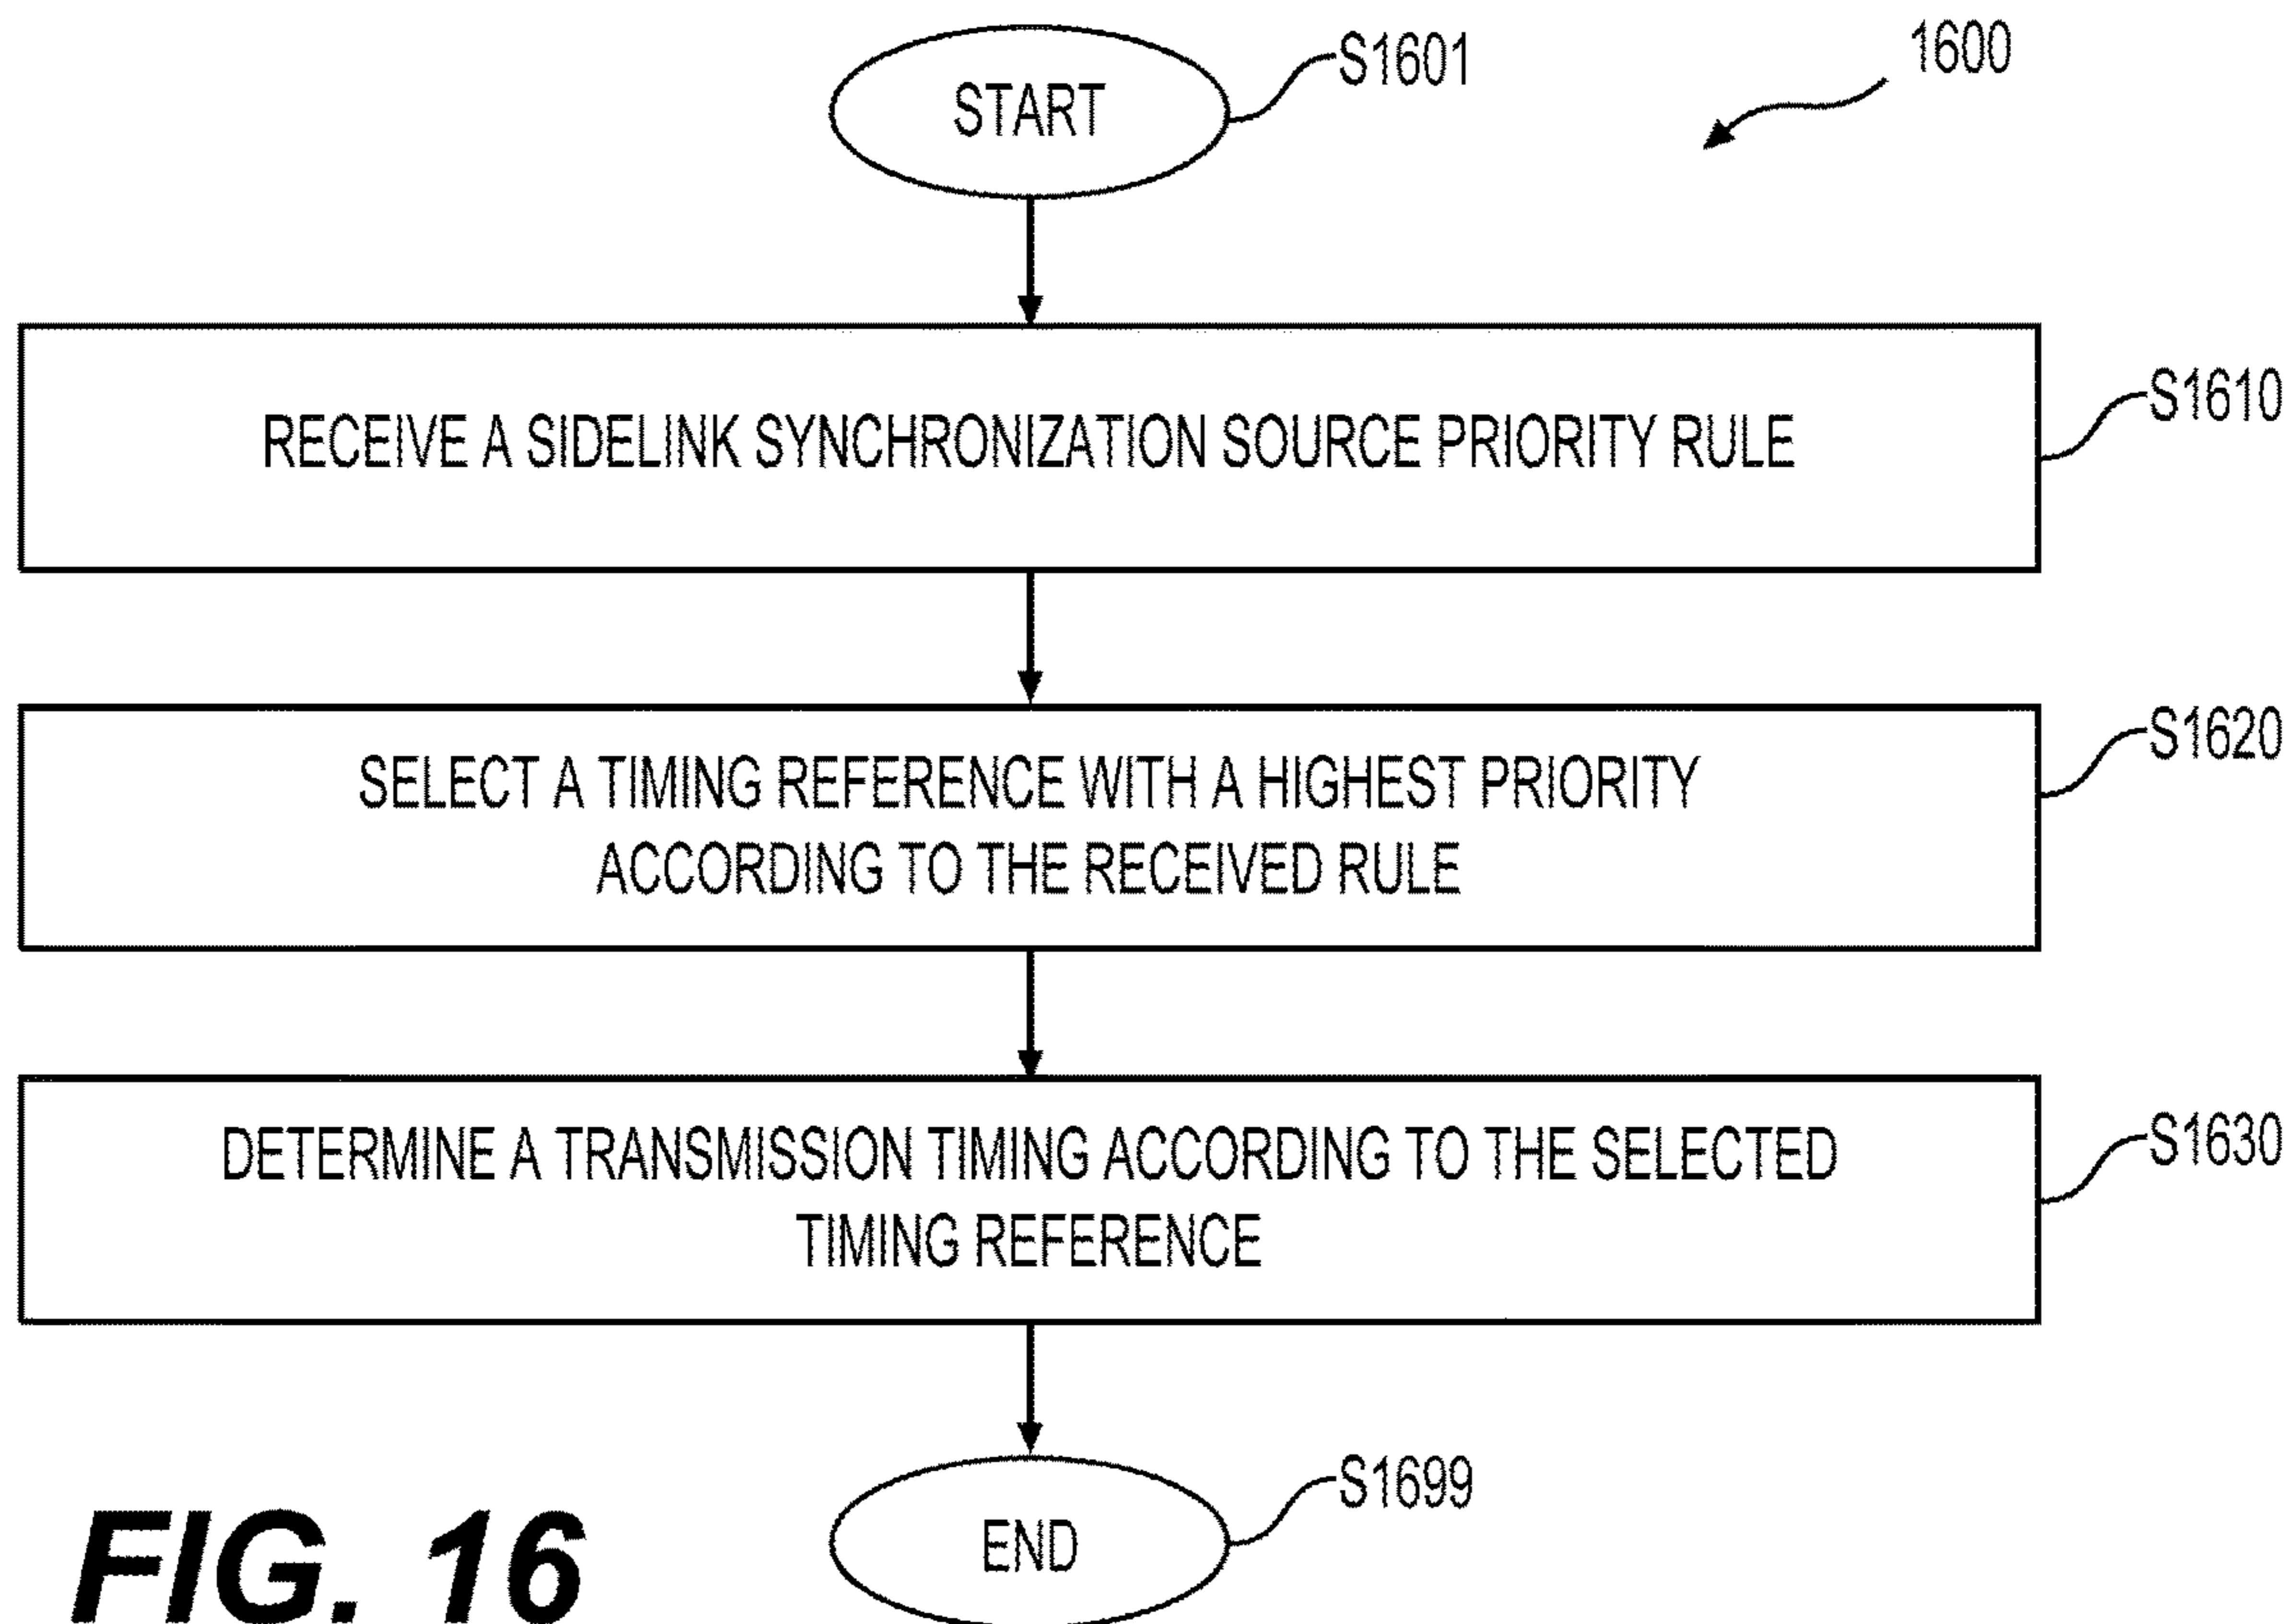 1600
START
S1601
RECEIVE A SIDELINK SYNCHRONIZATION SOURCE PRIORITY RULE
S1610
SELECT A TIMING REFERENCE WITH A HIGHEST PRIORITY
ACCORDING TO THE RECEIVED RULE
S1620
DETERMINE A TRANSMISSION TIMING ACCORDING TO THE SELECTED
TIMING REFERENCE
S1630
END
S1699
FIG. 16